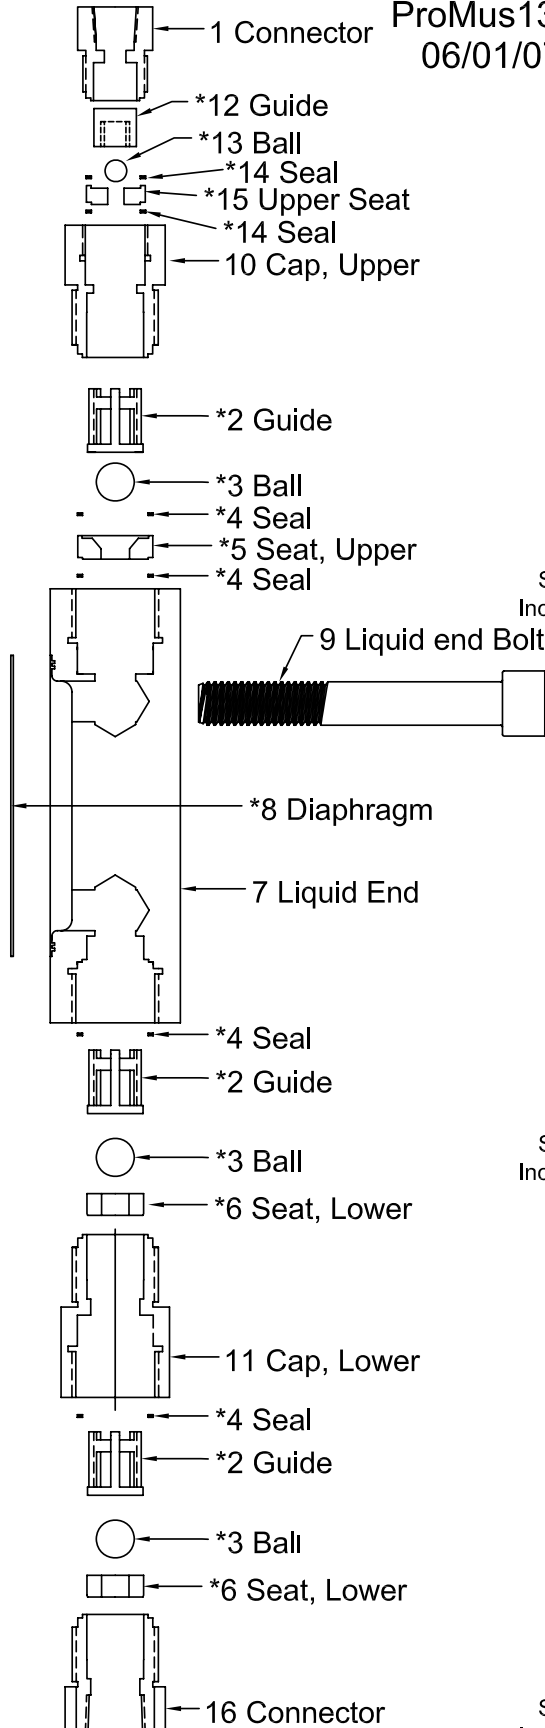 1 Connector
ProMus13
06/01/07
*12 Guide
*13 Ball
*14 Seal
*15 Upper Seat
*14 Seal
10 Cap, Upper
*2 Guide
*3 Ball
*4 Seal
*5 Seat, Upper
*4 Seal
9 Liquid end Bolt
*8 Diaphragm
7 Liquid End
*4 Seal
*2 Guide
*3 Ball
*6 Seat, Lower
11 Cap, Lower
*4 Seal
*2 Guide
*3 Ball
*6 Seat, Lower
16 Connector